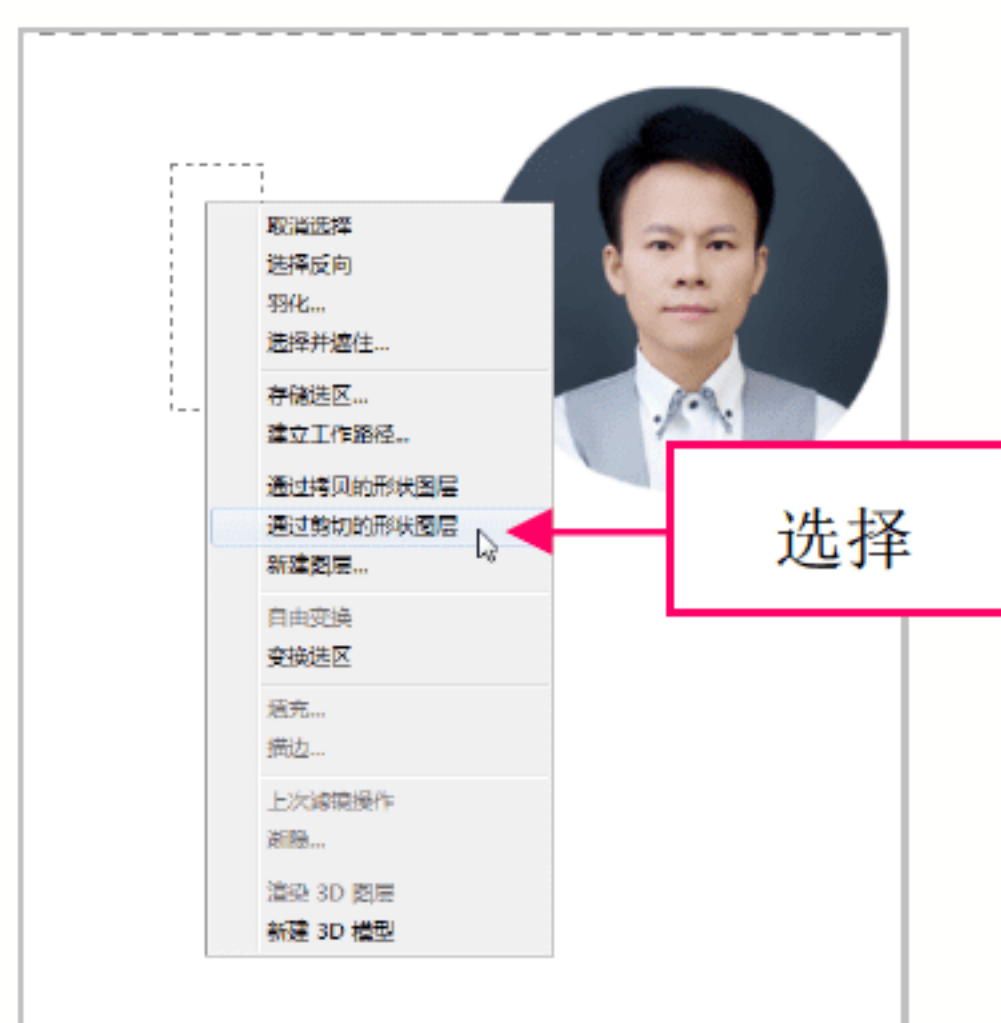 取消选择
选择反向
羽化...
选择并遮住...
存储选区...
建立工作路径...
通过拷贝的形状图层
通过剪切的形状图层
新建图层...
自由变换
变换选区
填充...
描边...
上次滤镜操作
渐隐...
渲染 3D 图层
新建 3D 模型
选择